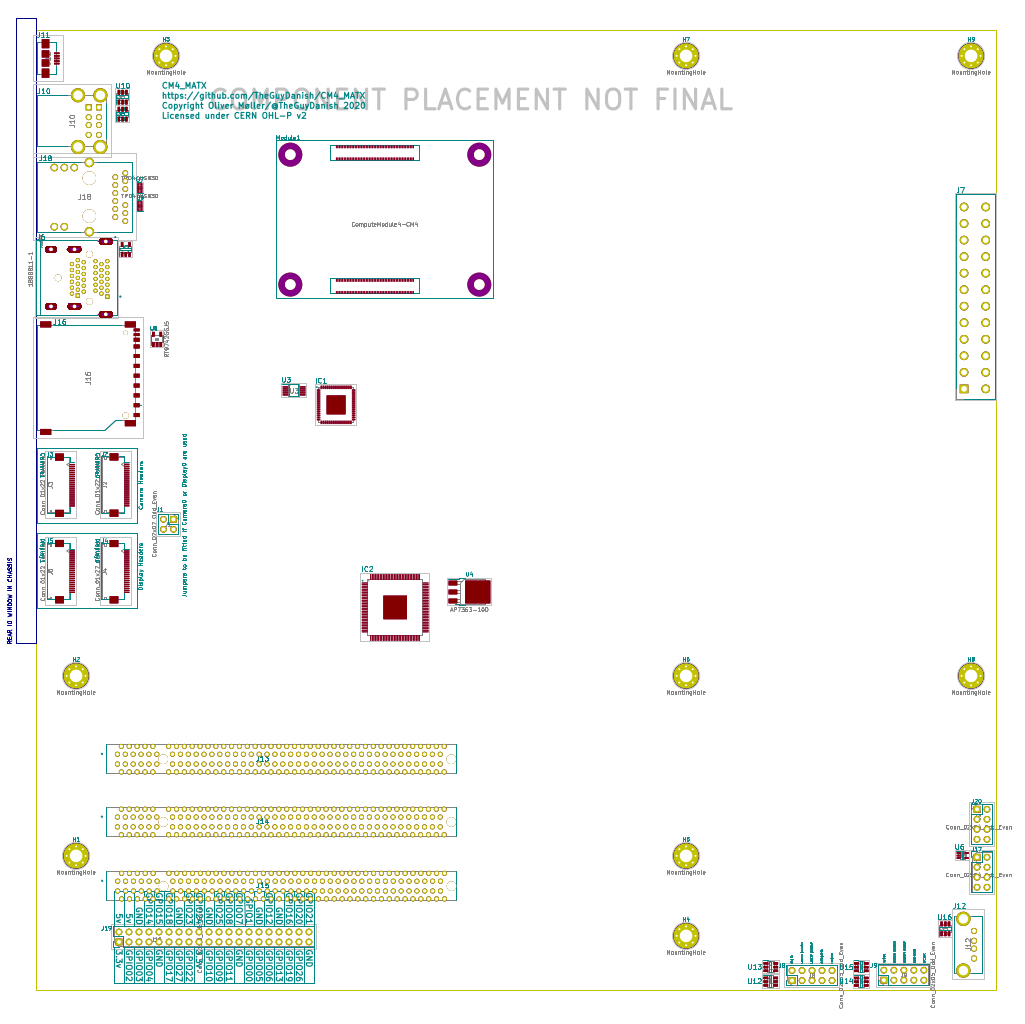 J11
H3
MountingHole
H7
MountingHole
H9
MountingHole
CM4_MATX
https://github.com/TheGuyDanish/CM4_MATX
Copyright Oliver Møller/@TheGuyDanish 2020
Licensed under CERN OHL-P v2
COMPONENT PLACEMENT NOT FINAL
J10
U10
J10
Module1
ComputeModule4-CM4
J18
J18
J7
J6
1888811-1
J16
J16
RT9742GGJ5
U3
U3
IC1
Camera Headers
Display Headers
Jumpers to be fitted if Camera0 or Display0 are used
J1
Conn_02x02_Odd_Even
REAR IO WINDOW IN CHASSIS
IC2
U4
AP7363-10D
H2
MountingHole
H6
MountingHole
H8
MountingHole
J13
J14
J15
H1
MountingHole
H5
MountingHole
H4
MountingHole
J20
U6
J17
J12
J12
U16
U13
U12
J8
U15
U14
J9
J19
5v
5v
GND
GPIO14
GPIO15
GPIO18
GND
GPIO23
GPIO24
GND
GPIO25
GPIO08
GPIO07
GPIO01
GND
GPIO12
GND
GPIO16
GPIO20
GPIO21
3.3v
GPIO02
GPIO03
GPIO04
GND
GPIO17
GPIO27
GPIO22
3.3v
GPIO10
GPIO09
GPIO11
GND
GPIO00
GPIO05
GPIO06
GPIO13
GPIO19
GPIO26
GND